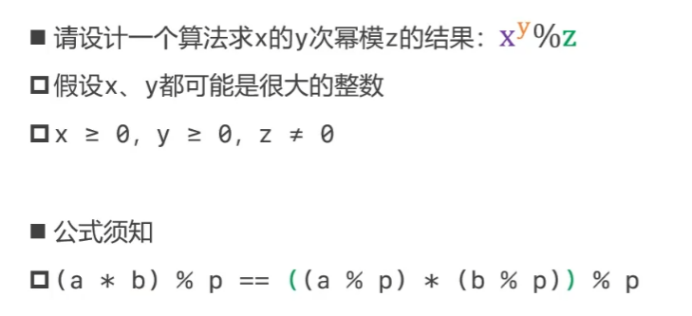 ■ 请设计一个算法求x的y次幂模z的结果：x^y%z
□ 假设x、y都可能是很大的整数
□ x ≥ 0, y ≥ 0, z ≠ 0
■ 公式须知
□ (a * b) % p == ((a % p) * (b % p)) % p